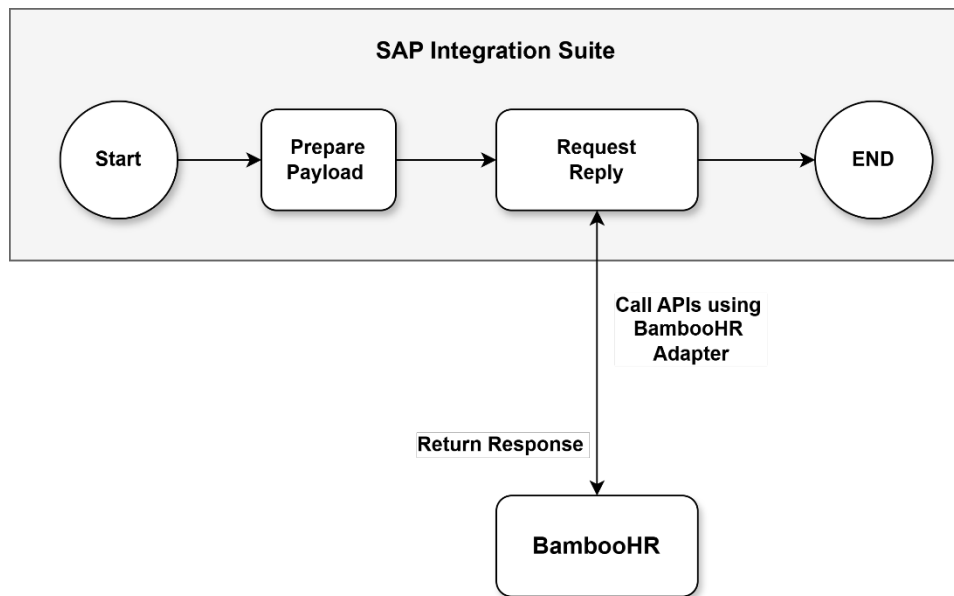 SAP Integration Suite
Start
Prepare
Payload
Request
Reply
END
Call APIs using
BambooHR
Adapter
Return Response
BambooHR